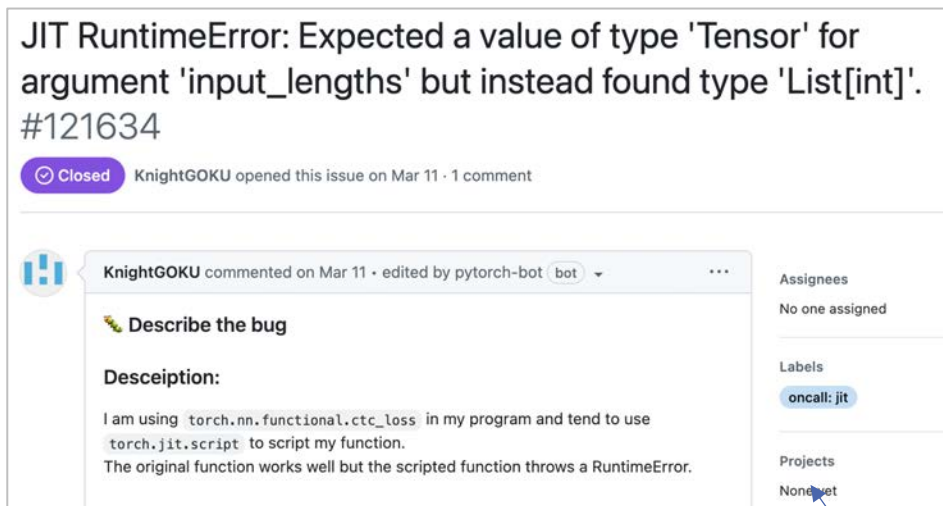 JIT RuntimeError: Expected a value of type 'Tensor' for
argument 'input_lengths' but instead found type 'List[int]'.
#121634
Closed KnightGOKU opened this issue on Mar 11 · 1 comment
KnightGOKU commented on Mar 11 • edited by pytorch-bot bot
...
Describe the bug
Desceiption:
I am using torch.nn.functional.ctc_loss in my program and tend to use
torch.jit.script to script my function.
The original function works well but the scripted function throws a RuntimeError.
Assignees
No one assigned
Labels
oncall: jit
Projects
None yet